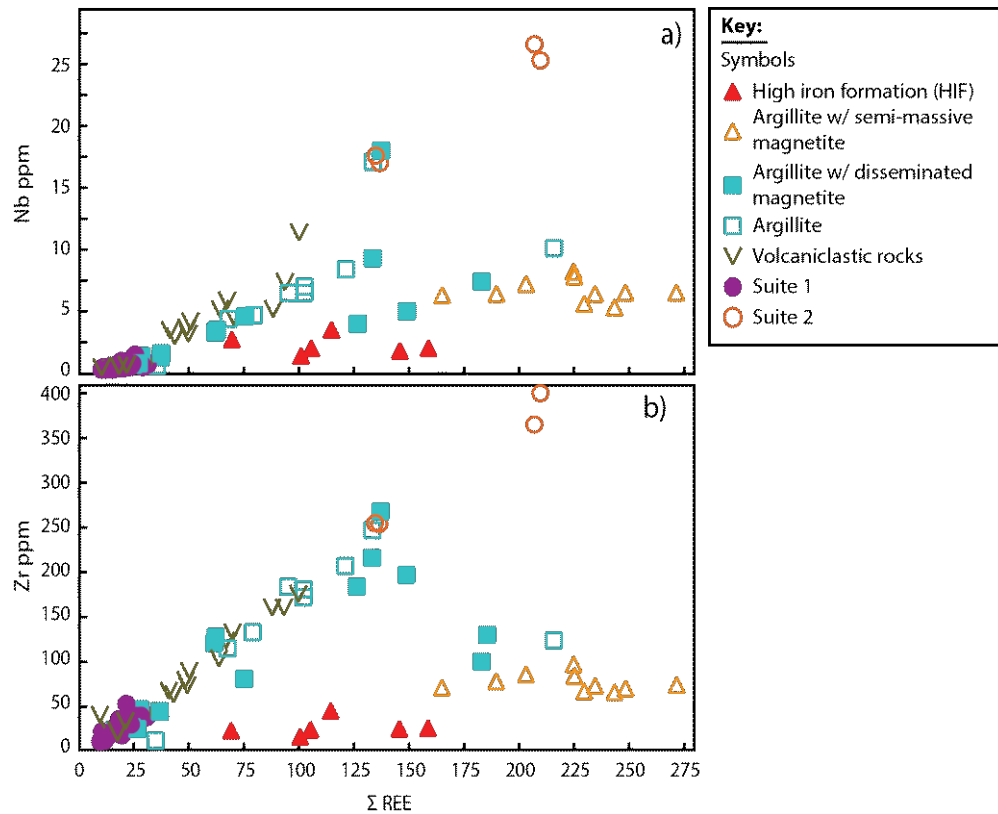 a)
25
20
15
10
5
0
Nb ppm
b)
400
350
300
250
200
150
100
50
0
Zr ppm
0 25 50 75 100 125 150 175 200 225 250 275
Σ REE
Key:
Symbols
High iron formation (HIF)
Argillite w/ semi-massive
magnetite
Argillite w/ disseminated
magnetite
Argillite
Volcaniclastic rocks
Suite 1
Suite 2